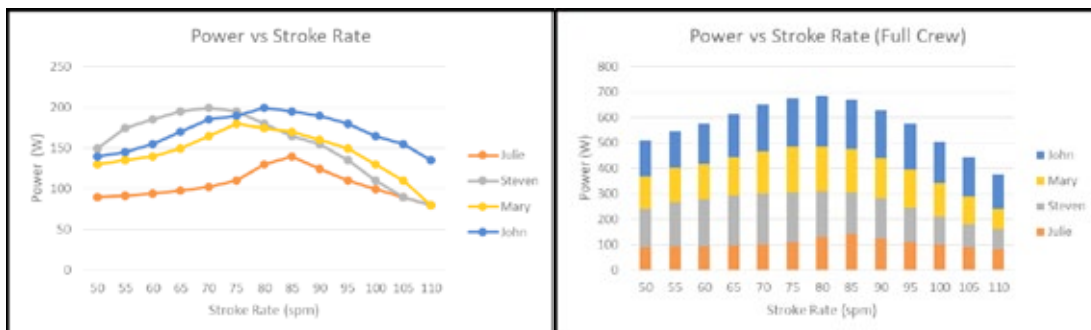 Power vs Stroke Rate
250
200
150
100
50
0
Power (W)
50 55 60 65 70 75 80 85 90 95 100 105 110
Stroke Rate (spm)
Julie
Steven
Mary
John
Power vs Stroke Rate (Full Crew)
800
700
600
500
400
300
200
100
0
Power (W)
50 55 60 65 70 75 80 85 90 95 100 105 110
Stroke Rate (spm)
John
Mary
Steven
Julie